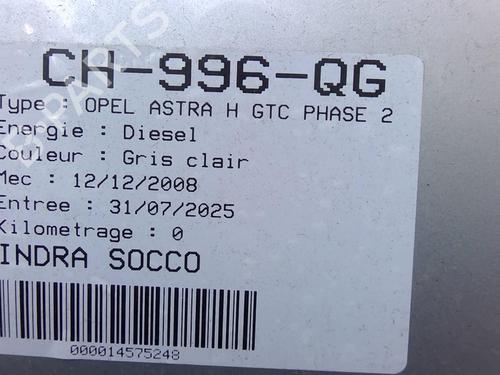 CH-996-QG
Type : OPEL ASTRA H GTC PHASE 2
Energie : Diesel
Couleur : Gris clair
Mec : 12/12/2008
Entree : 31/07/2025
Kilometrage : 0
INDRA SOCCO
000014575248